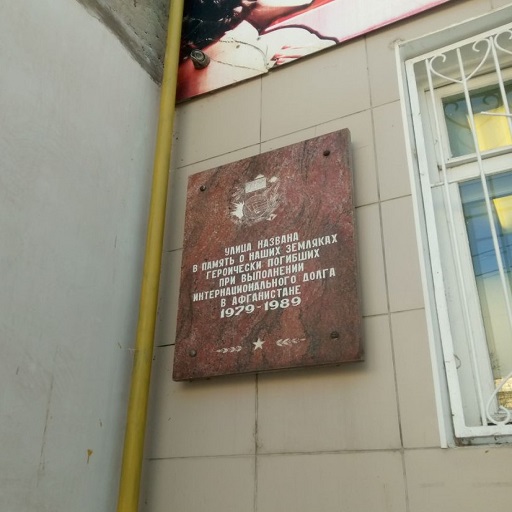 УЛИЦА НАЗВАНА
В ПАМЯТЬ О НАШИХ ЗЕМЛЯКАХ
ГЕРОИЧЕСКИ ПОГИБШИХ
ПРИ ВЫПОЛНЕНИИ
ИНТЕРНАЦИОНАЛЬНОГО ДОЛГА
В АФГАНИСТАНЕ
1979-1989